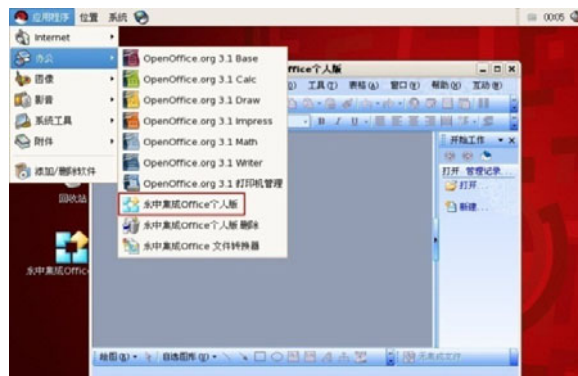 应用程序 位置 系统
0005
Internet
办公
图像
影音
系统工具
附件
添加/删除软件
OpenOffice.org 3.1 Base
OpenOffice.org 3.1 Calc
OpenOffice.org 3.1 Draw
OpenOffice.org 3.1 Impress
OpenOffice.org 3.1 Math
OpenOffice.org 3.1 Writer
OpenOffice.org 3.1 打印机管理
永中集成Office个人版
永中集成Office个人版 删除
永中集成Office 文件转换器
ffice个人版
工具(T) 表格(A) 窗口(W) 帮助(H) 互动(B)
B I U
开始工作
打开 管理记录...
打开...
新建...
回收站
永中集成Offic
绘图(D) 自选图形(U)